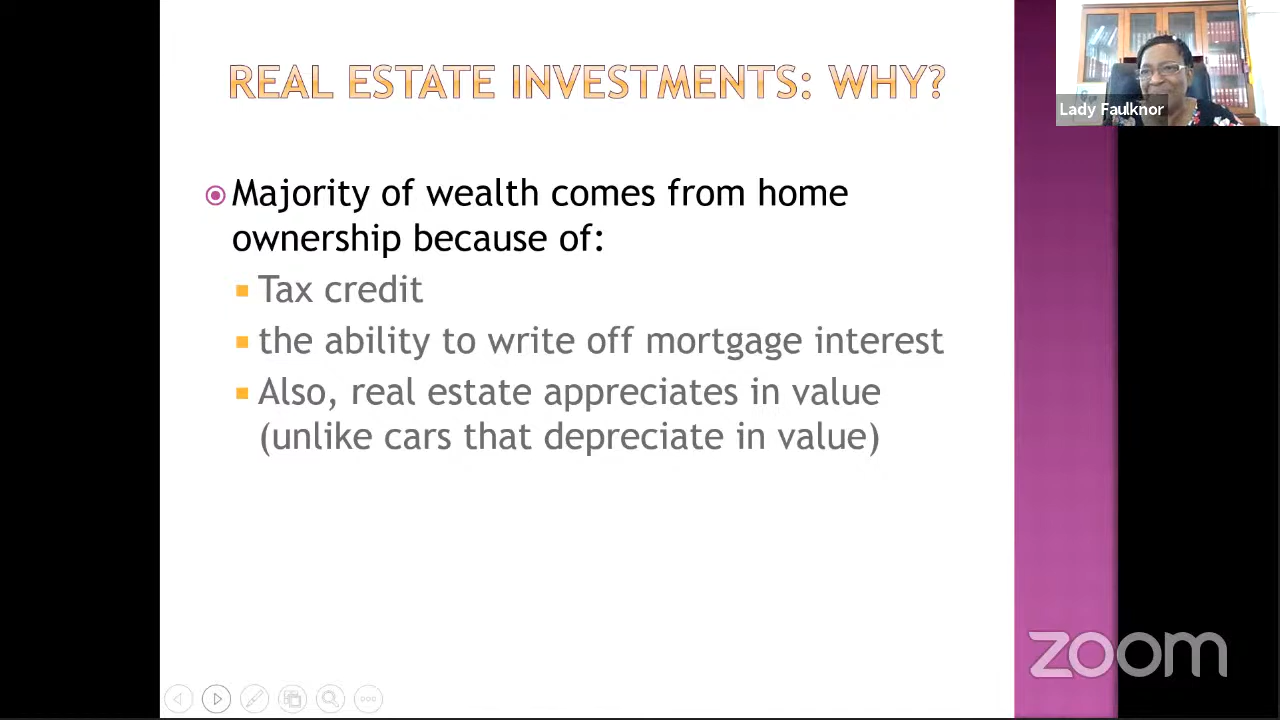 REAL ESTATE INVESTMENTS: WHY?
Lady Faulknor
Majority of wealth comes from home
ownership because of:
Tax credit
the ability to write off mortgage interest
Also, real estate appreciates in value
(unlike cars that depreciate in value)
zoom